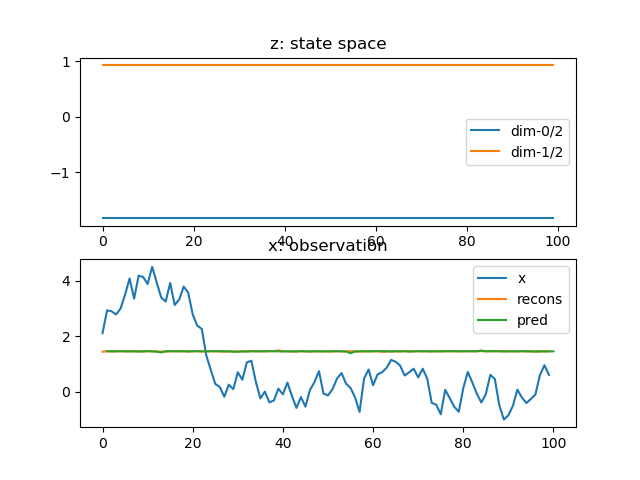 z: state space
1
0
−1
dim-0/2
dim-1/2
0 20 40 60 80 100
x: observation
4
2
0
x
recons
pred
0 20 40 60 80 100